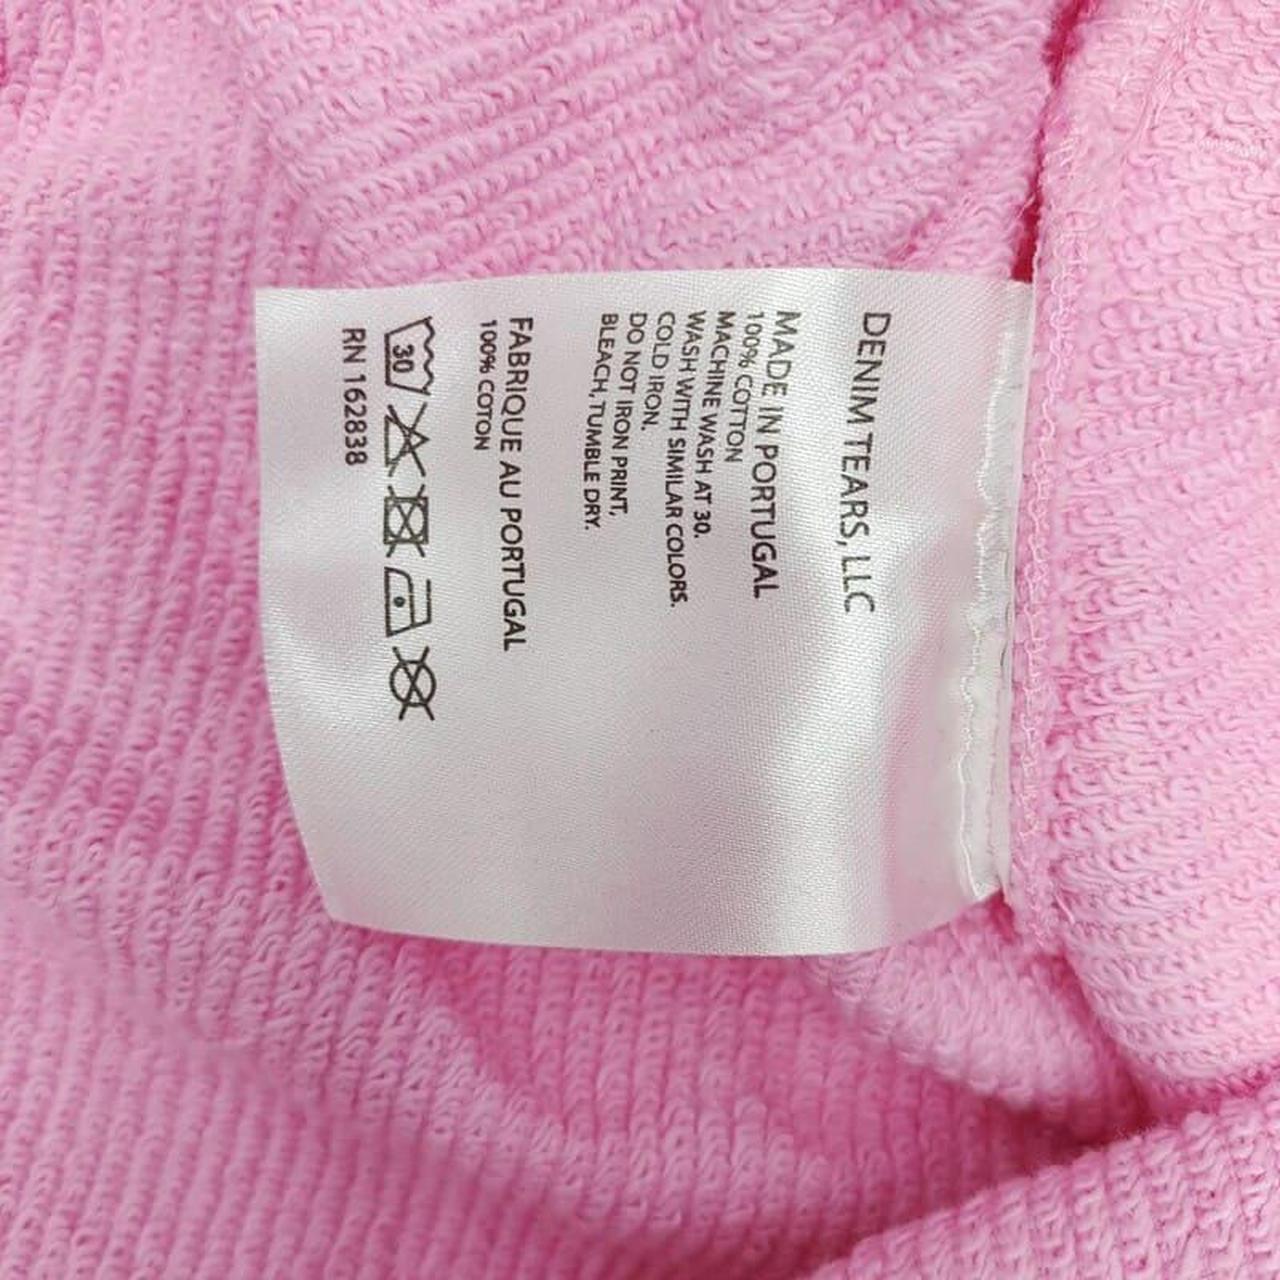 DENIM TEARS, LLC
MADE IN PORTUGAL
100% COTTON
MACHINE WASH AT 30.
WASH WITH SIMILAR COLORS.
COLD IRON.
DO NOT IRON PRINT,
BLEACH, TUMBLE DRY.
FABRIQUE AU PORTUGAL
100% COTON
30
RN 162838